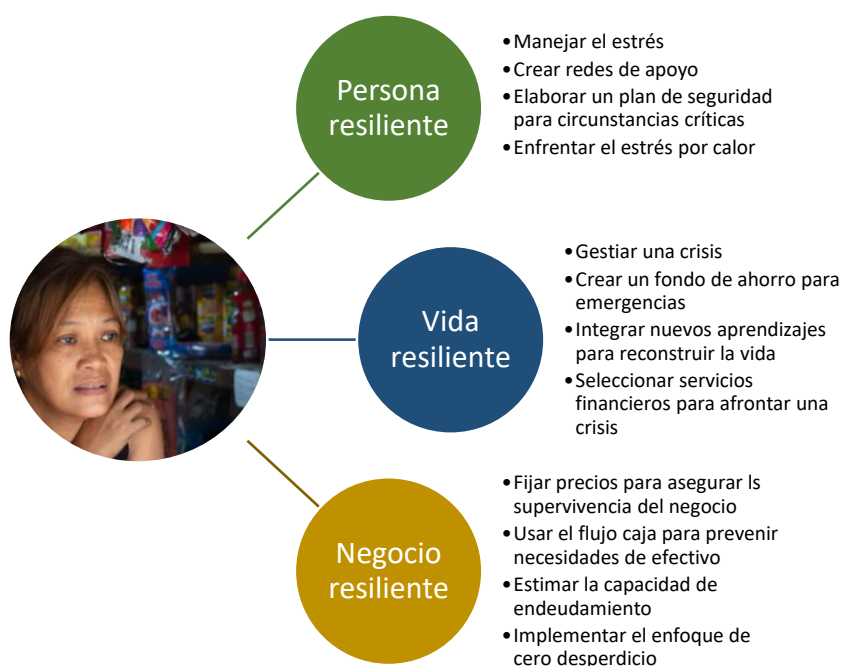 Persona
resiliente
•Manejar el estrés
•Crear redes de apoyo
•Elaborar un plan de seguridad
para circunstancias críticas
•Enfrentar el estrés por calor
Vida
resiliente
•Gestiar una crisis
•Crear un fondo de ahorro para
emergencias
•Integrar nuevos aprendizajes
para reconstruir la vida
•Seleccionar servicios
financieros para afrontar una
crisis
Negocio
resiliente
•Fijar precios para asegurar ls
supervivencia del negocio
•Usar el flujo caja para prevenir
necesidades de efectivo
•Estimar la capacidad de
endeudamiento
•Implementar el enfoque de
cero desperdicio